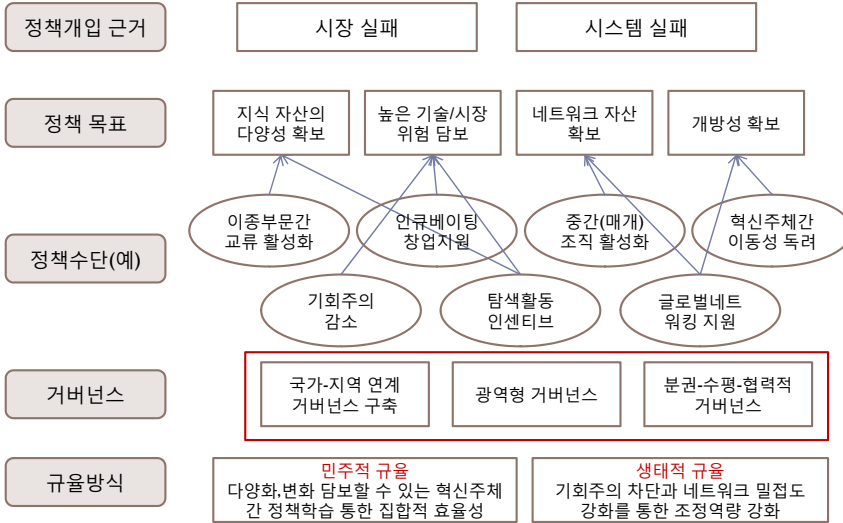 정책개입 근거
시장 실패
시스템 실패
정책 목표
지식 자산의
다양성 확보
높은 기술/시장
위험 담보
네트워크 자산
확보
개방성 확보
정책수단(예)
이종부문간
교류 활성화
인큐베이팅
창업지원
중간(매개)
조직 활성화
혁신주체간
이동성 독려
기회주의
감소
탐색활동
인센티브
글로벌네트
워킹 지원
거버넌스
국가-지역 연계
거버넌스 구축
광역형 거버넌스
분권-수평-협력적
거버넌스
규율방식
민주적 규율
다양화,변화 담보할 수 있는 혁신주체
간 정책학습 통한 집합적 효율성
생태적 규율
기회주의 차단과 네트워크 밀접도
강화를 통한 조정역량 강화